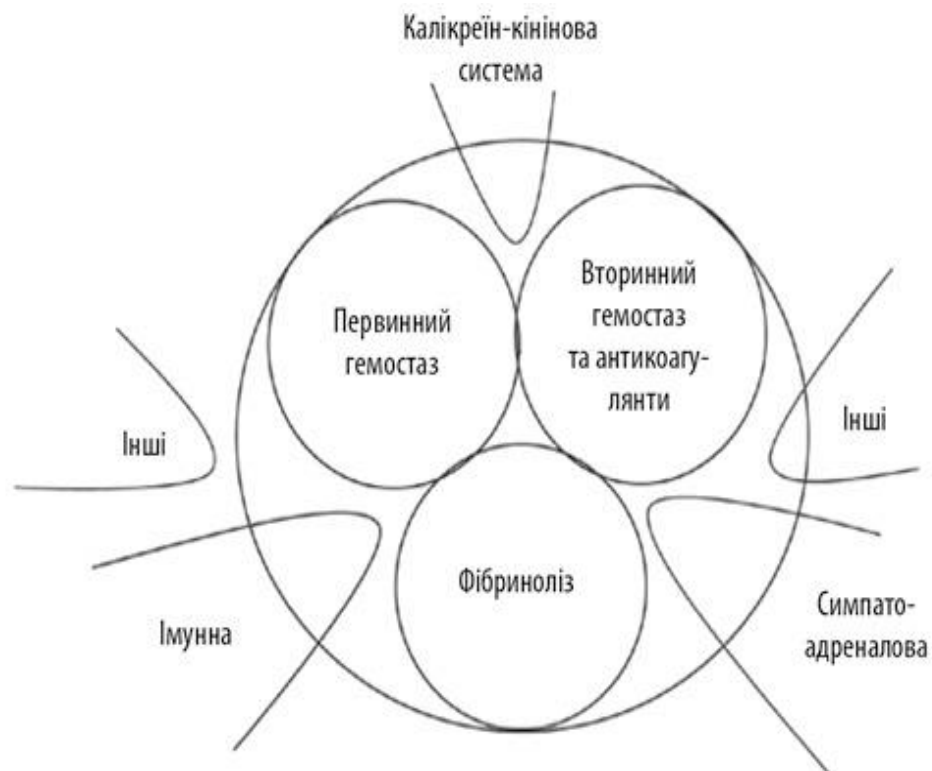 Калікреїн-кінінова
система
Первинний
гемостаз
Вторинний
гемостаз
та антикоагу-
лянти
Інші
Інші
Фібриноліз
Імунна
Симпато-
адреналова